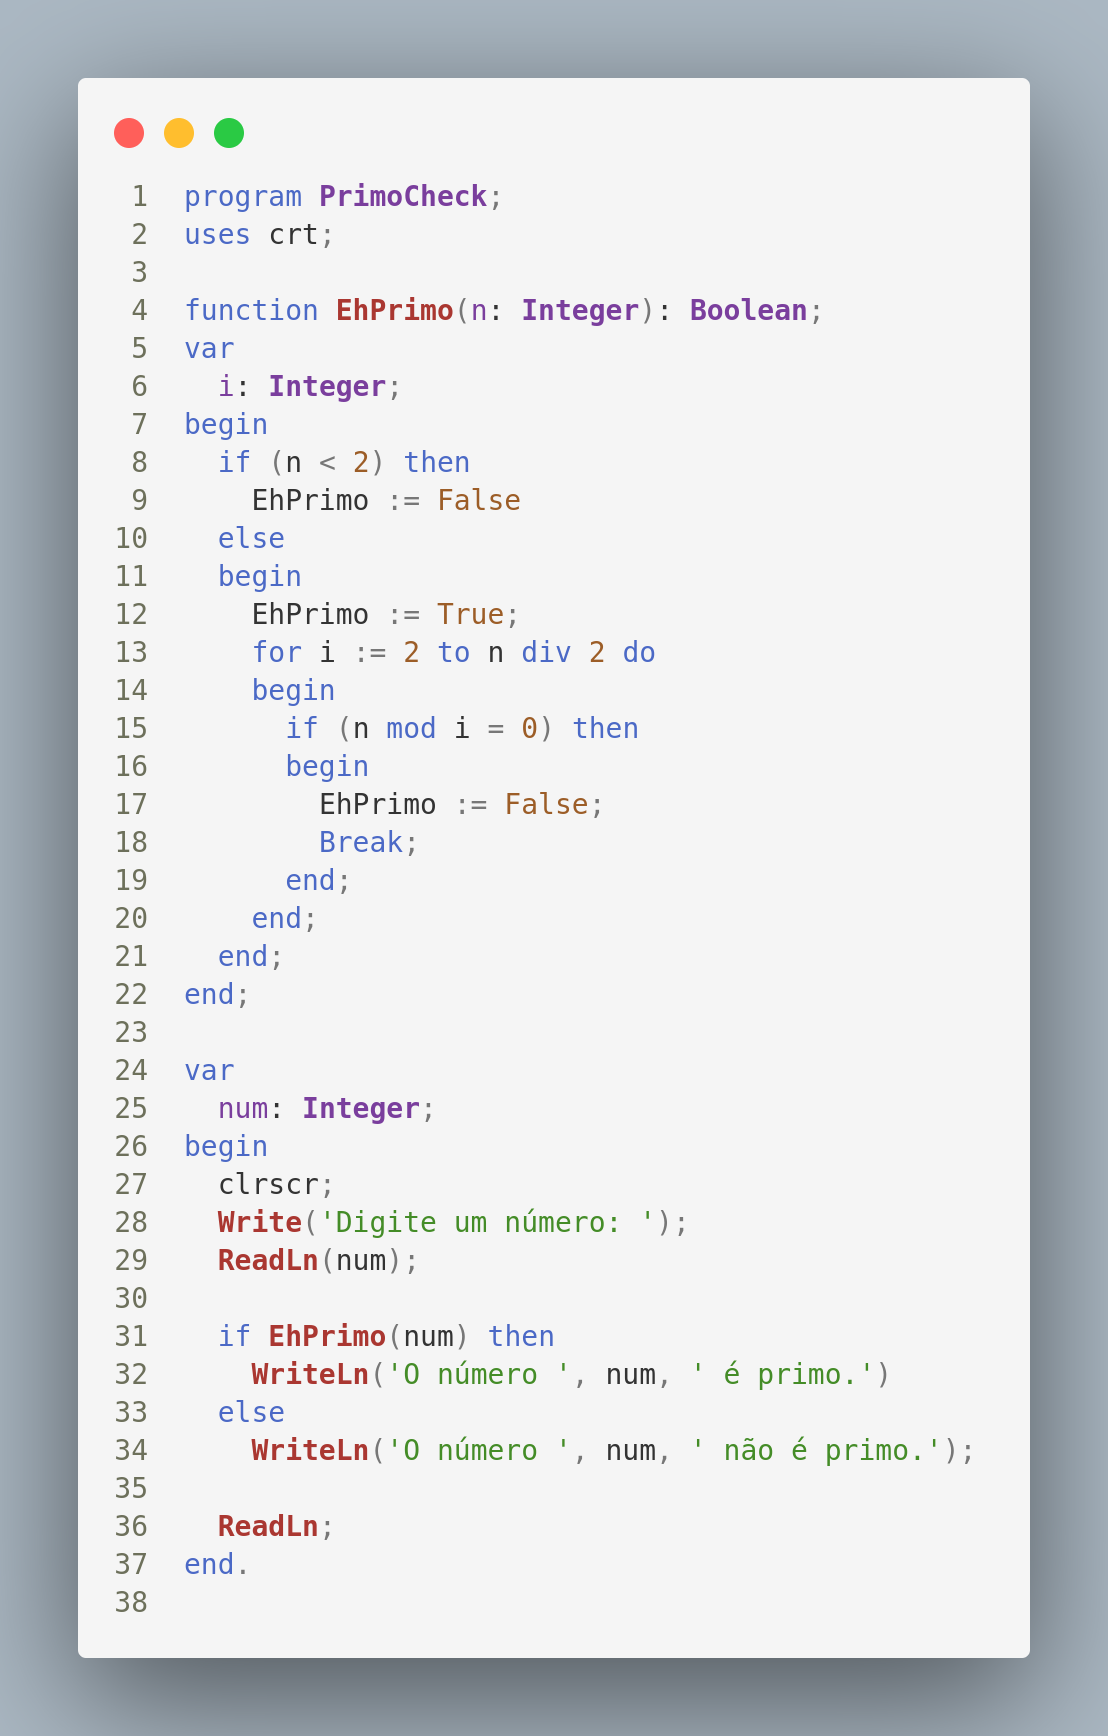 1 program PrimoCheck;
2 uses crt;
3
4 function EhPrimo(n: Integer): Boolean;
5 var
6   i: Integer;
7 begin
8   if (n < 2) then
9     EhPrimo := False
10   else
11   begin
12     EhPrimo := True;
13     for i := 2 to n div 2 do
14     begin
15       if (n mod i = 0) then
16       begin
17         EhPrimo := False;
18         Break;
19       end;
20     end;
21   end;
22 end;
23
24 var
25   num: Integer;
26 begin
27   clrscr;
28   Write('Digite um número: ');
29   ReadLn(num);
30
31   if EhPrimo(num) then
32     WriteLn('O número ', num, ' é primo.')
33   else
34     WriteLn('O número ', num, ' não é primo.');
35
36   ReadLn;
37 end.
38